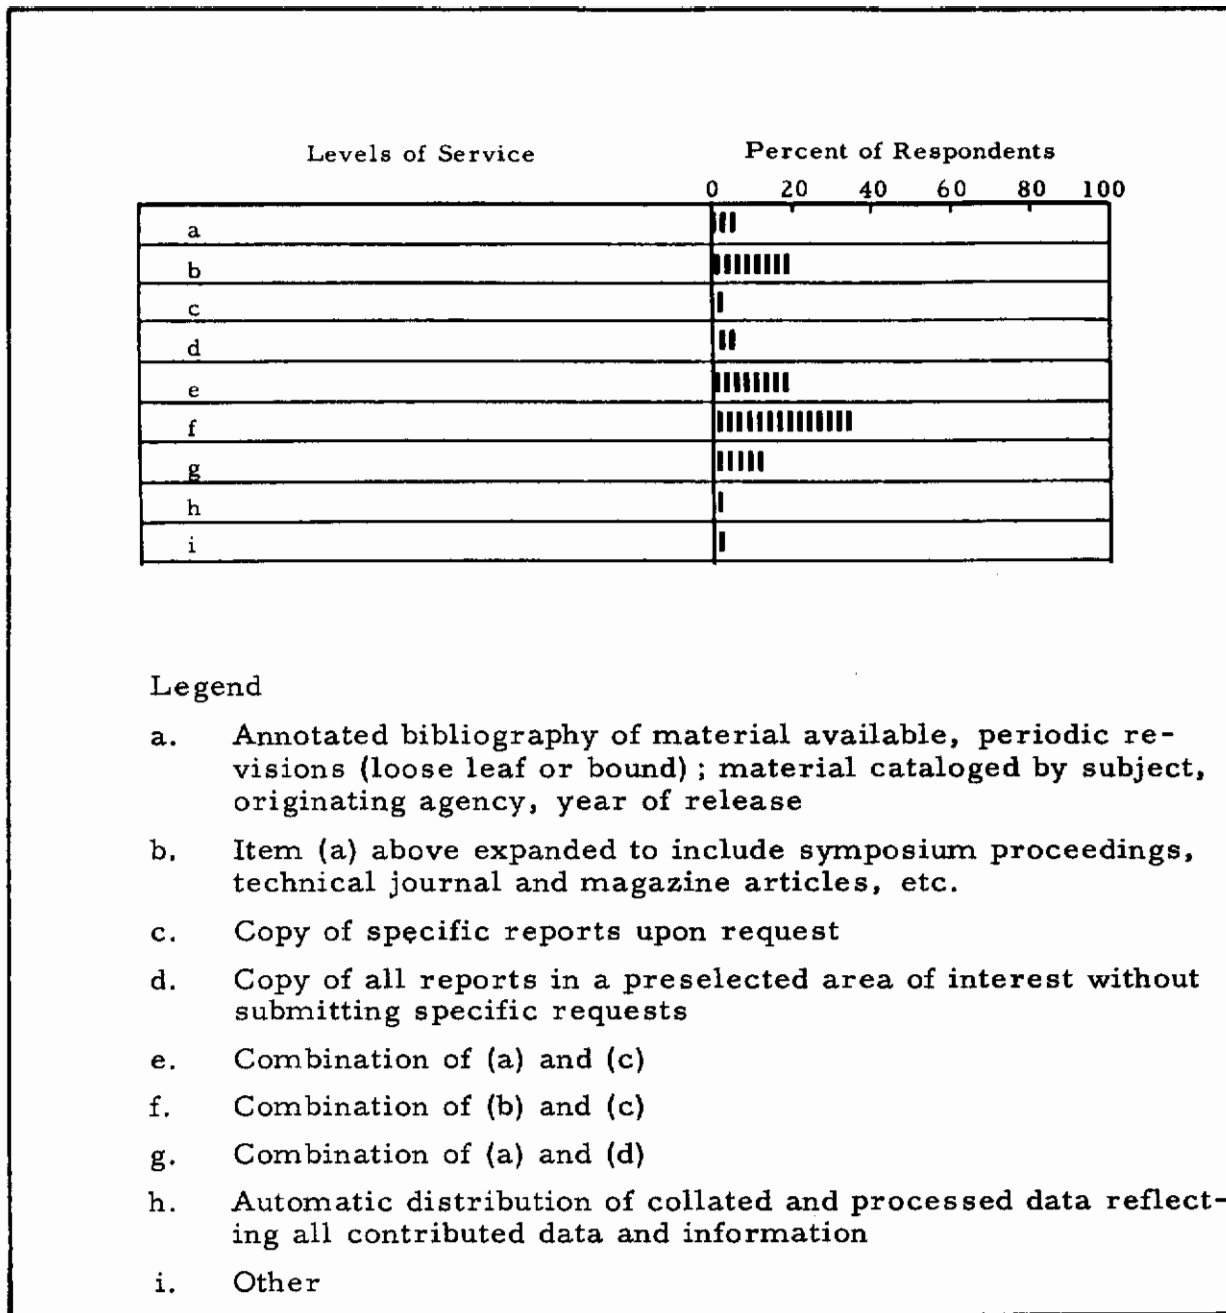 Levels of Service Percent of Respondents
0 20 40 60 80 100
a
b
c
d
e
f
g
h
i
Legend
a. Annotated bibliography of material available, periodic re-
visions (loose leaf or bound) ; material cataloged by subject,
originating agency, year of release
b. Item (a) above expanded to include symposium proceedings,
technical journal and magazine articles, etc.
c. Copy of specific reports upon request
d. Copy of all reports in a preselected area of interest without
submitting specific requests
e. Combination of (a) and (c)
f. Combination of (b) and (c)
g. Combination of (a) and (d)
h. Automatic distribution of collated and processed data reflect-
ing all contributed data and information
i. Other